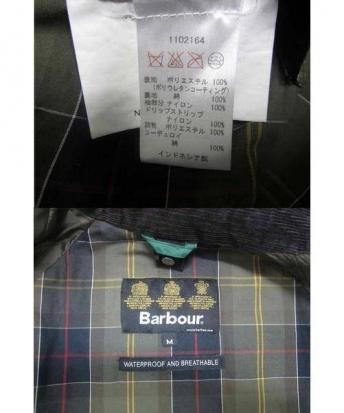 1102164
表地 ポリエステル 100%
(ポリウレタンコーティング)
裏地 綿 100%
袖部分 ナイロン 100%
ドリップストリップ
ナイロン 100%
別布 ポリエステル 100%
コーデュロイ
綿 100%
インドネシア製
N
Barbour
M
WATERPROOF AND BREATHABLE